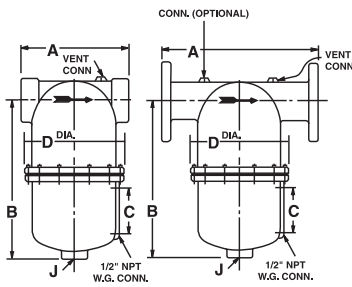 CONN. (OPTIONAL)
A
VENT
CONN
D DIA.
B
C
J
1/2" NPT
W.G. CONN.
A
VENT
CONN
D DIA.
B
C
J
1/2" NPT
W.G. CONN.